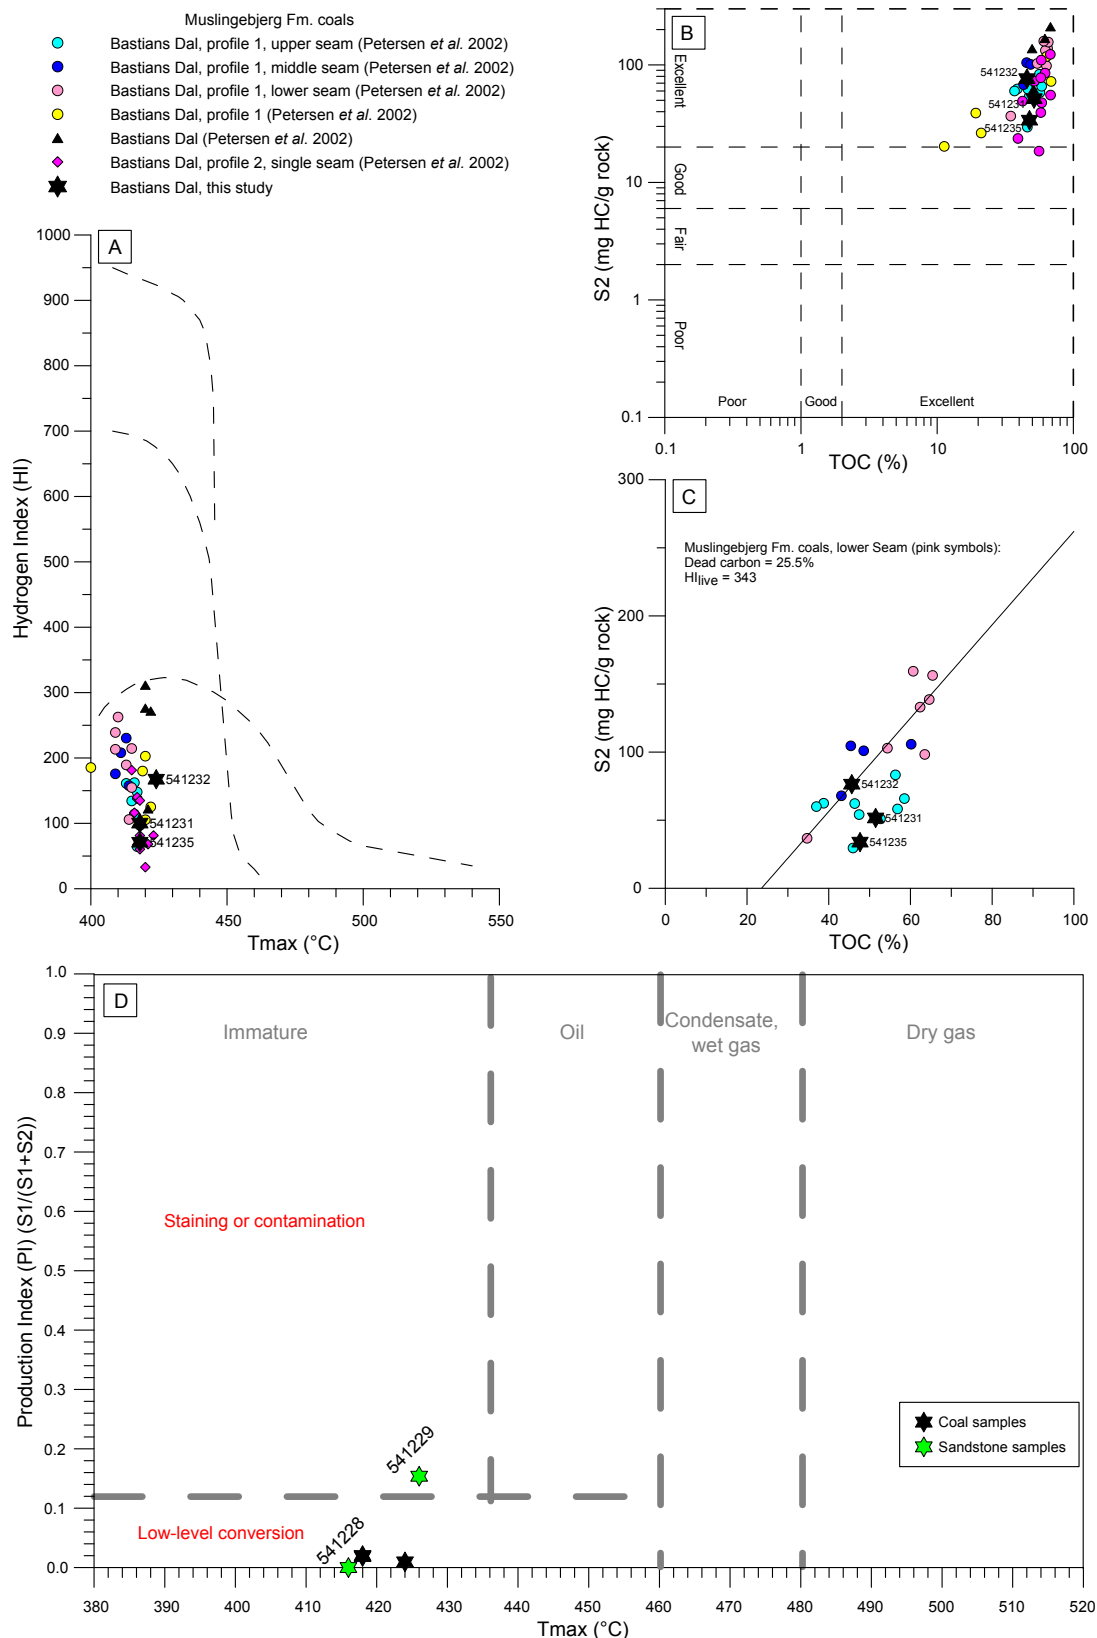 Muslingebjerg Fm. coals
Bastians Dal, profile 1, upper seam (Petersen et al. 2002)
Bastians Dal, profile 1, middle seam (Petersen et al. 2002)
Bastians Dal, profile 1, lower seam (Petersen et al. 2002)
Bastians Dal, profile 1 (Petersen et al. 2002)
Bastians Dal (Petersen et al. 2002)
Bastians Dal, profile 2, single seam (Petersen et al. 2002)
Bastians Dal, this study
A
Hydrogen Index (HI)
1000
900
800
700
600
500
400
300
200
100
0
541232
541231
541235
400
450
500
550
Tmax (°C)
B
S2 (mg HC/g rock)
100
10
1
0.1
Excellent
Good
Fair
Poor
541232
541231
541235
Poor
Good
Excellent
0.1
1
10
100
TOC (%)
C
S2 (mg HC/g rock)
300
200
100
0
Muslingebjerg Fm. coals, lower Seam (pink symbols):
Dead carbon = 25.5%
HIlive = 343
541232
541231
541235
0
20
40
60
80
100
TOC (%)
D
Production Index (PI) (S1/(S1+S2))
1.0
0.9
0.8
0.7
0.6
0.5
0.4
0.3
0.2
0.1
0.0
Immature
Oil
Condensate,
wet gas
Dry gas
Staining or contamination
Low-level conversion
541229
541228
Coal samples
Sandstone samples
380
390
400
410
420
430
440
450
460
470
480
490
500
510
520
Tmax (°C)